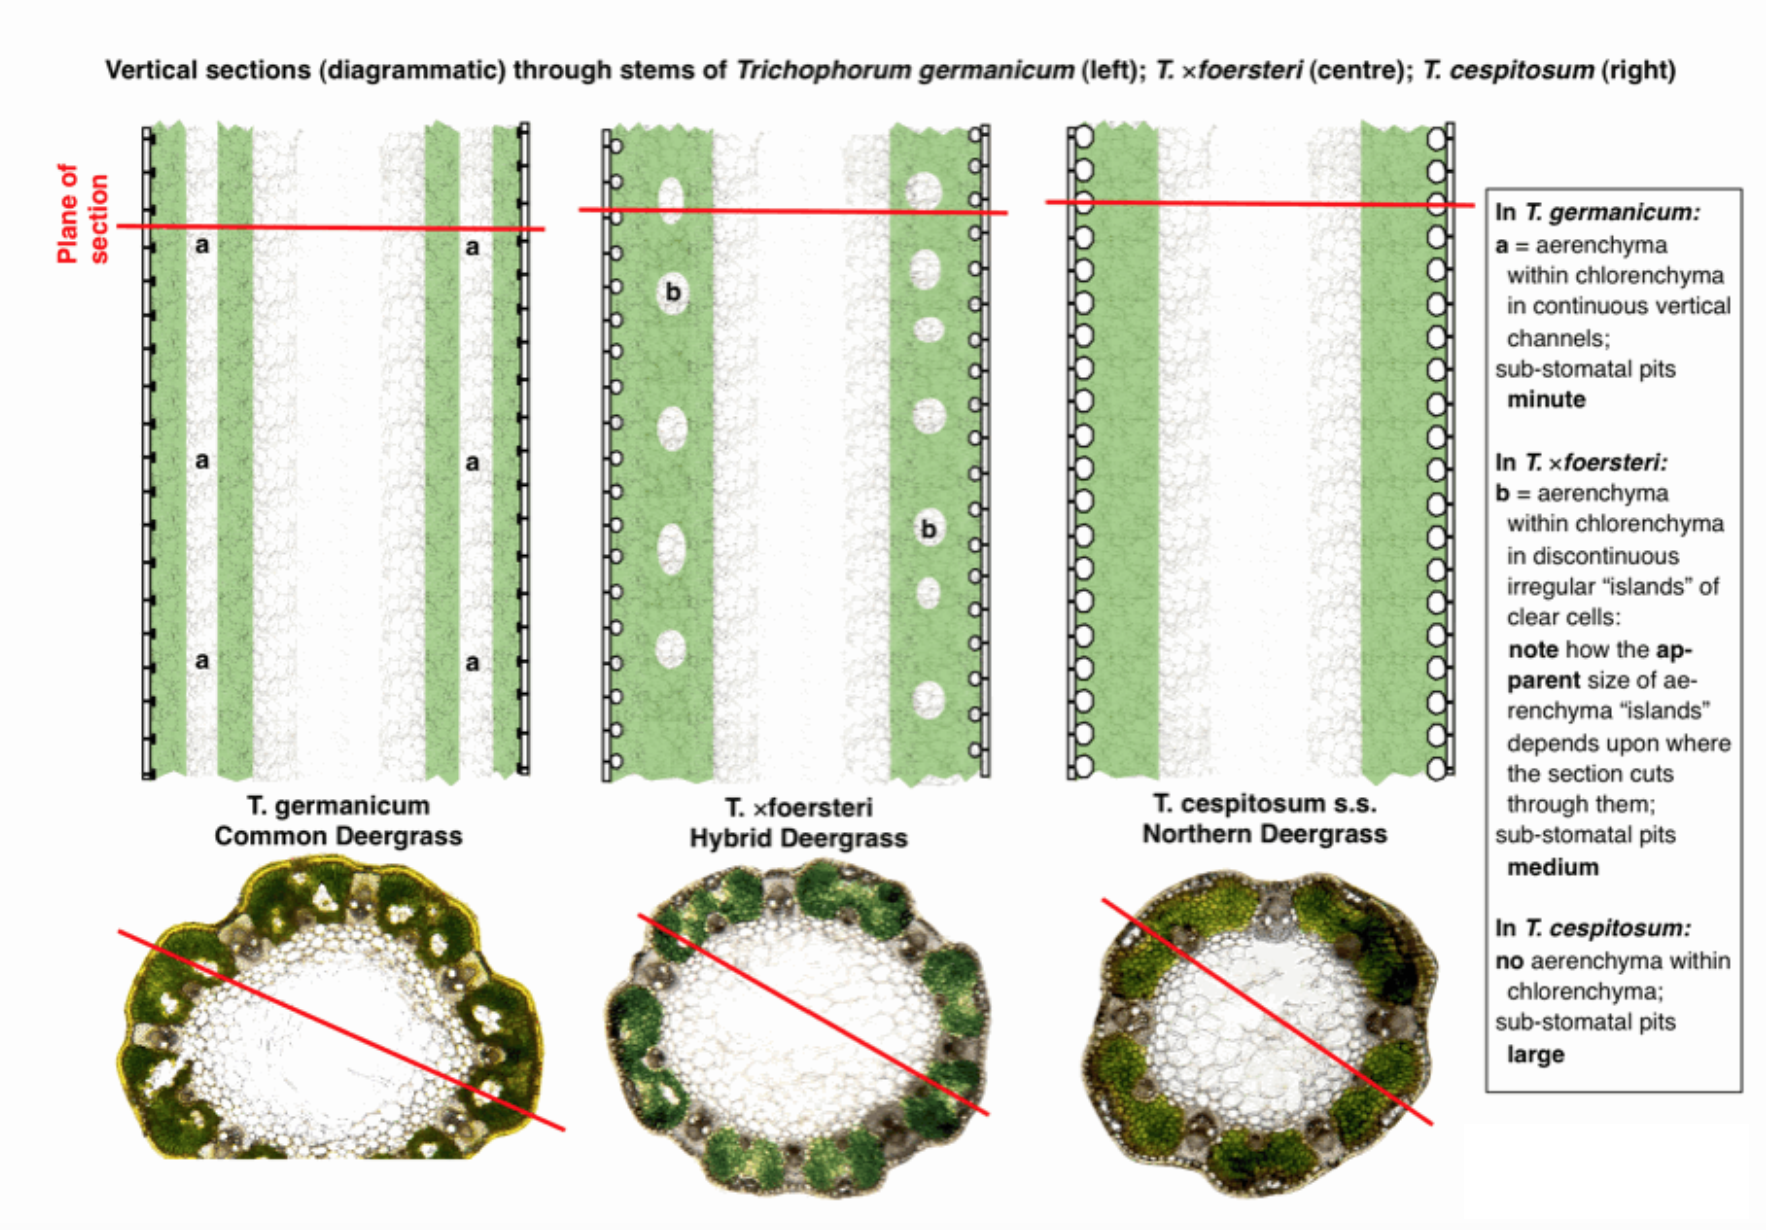 Vertical sections (diagrammatic) through stems of Trichophorum germanicum (left); T. ×foersteri (centre); T. cespitosum (right)
Plane of
section
a
a
a
a
a
a
b
b
T. germanicum
Common Deergrass
T. ×foersteri
Hybrid Deergrass
T. cespitosum s.s.
Northern Deergrass
In T. germanicum:
a = aerenchyma
within chlorenchyma
in continuous vertical
channels;
sub-stomatal pits
minute
In T. ×foersteri:
b = aerenchyma
within chlorenchyma
in discontinuous
irregular “islands” of
clear cells:
note how the ap-
parent size of ae-
renchyma “islands”
depends upon where
the section cuts
through them;
sub-stomatal pits
medium
In T. cespitosum:
no aerenchyma within
chlorenchyma;
sub-stomatal pits
large